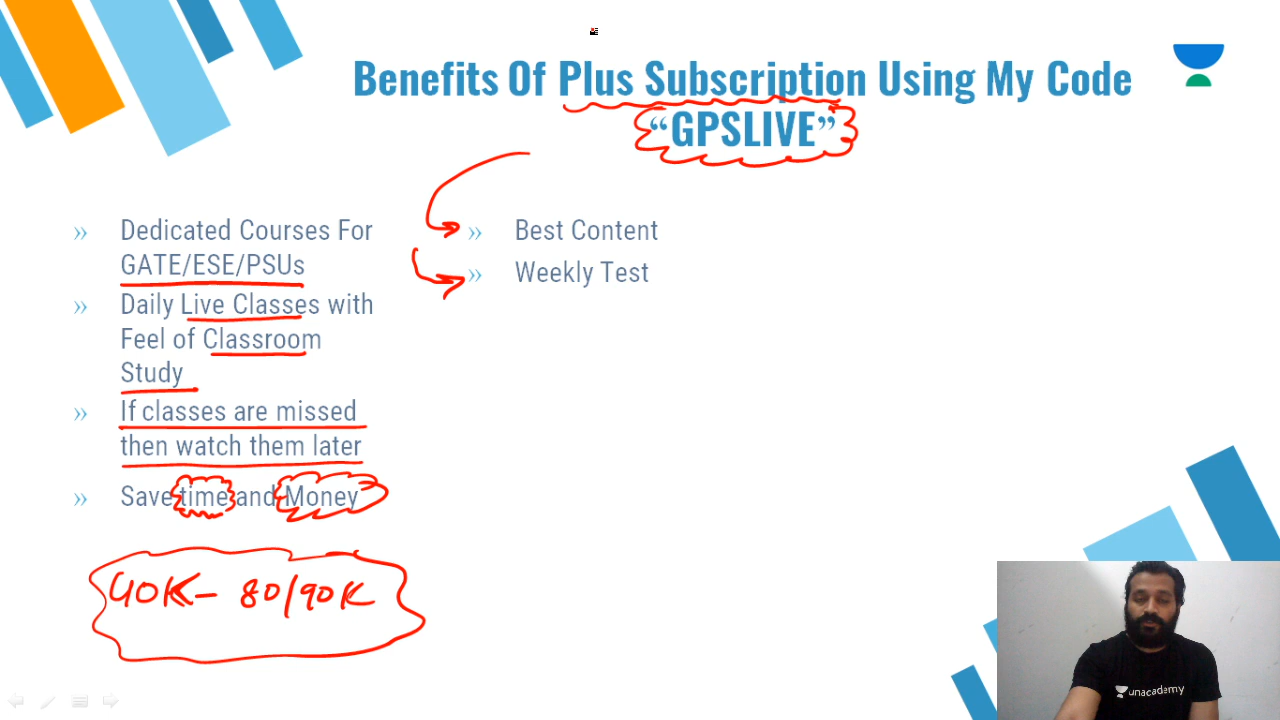 Benefits Of Plus Subscription Using My Code
“GPSLIVE”
» Dedicated Courses For
GATE/ESE/PSUs
» Daily Live Classes with
Feel of Classroom
Study
» If classes are missed
then watch them later
» Save time and Money
40K - 80/90K
» Best Content
» Weekly Test
unacademy